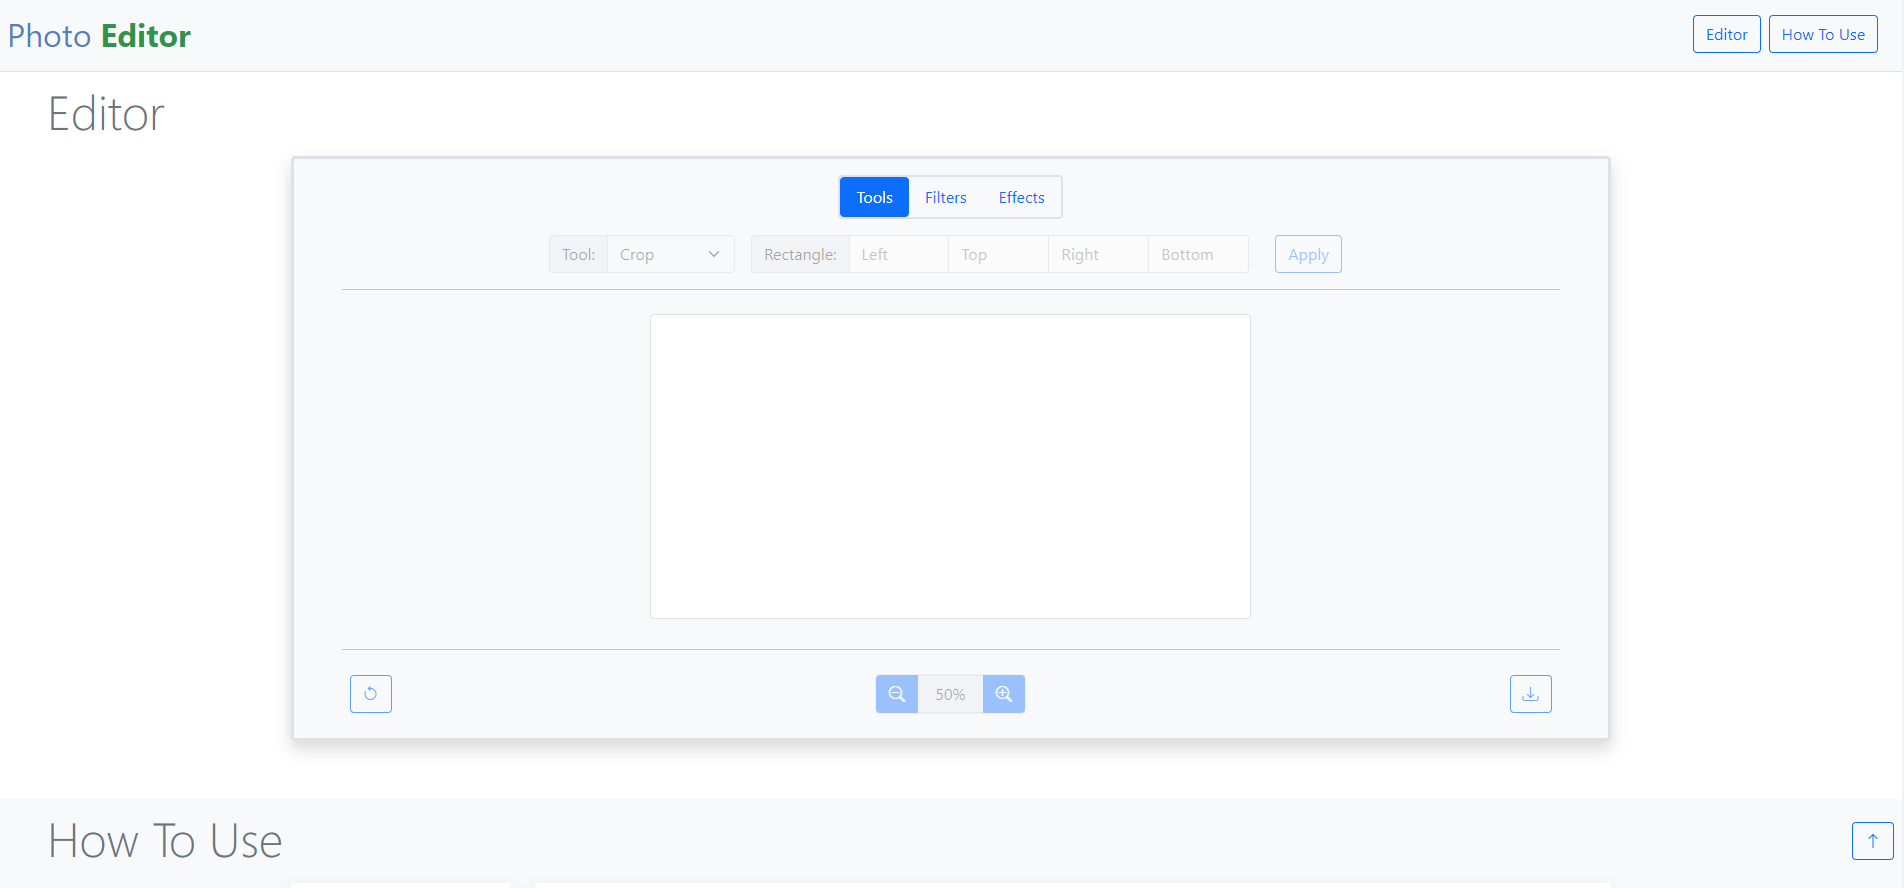 Photo Editor
Editor
How To Use
Editor
Tools
Filters
Effects
Tool:
Crop
Rectangle:
Left
Top
Right
Bottom
Apply
50%
How To Use